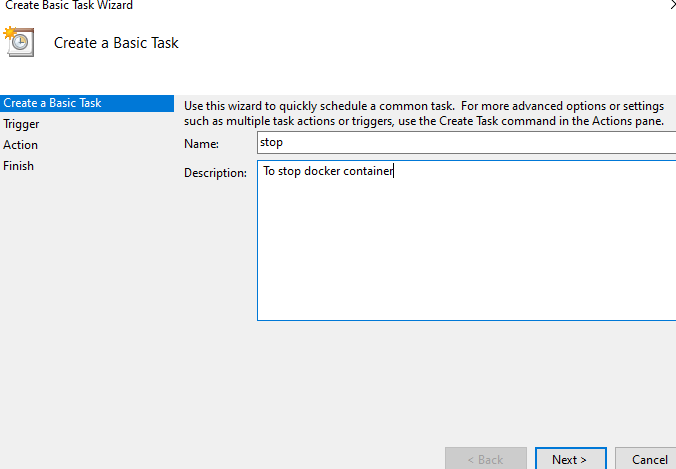 Create Basic Task Wizard
Create a Basic Task
Create a Basic Task
Use this wizard to quickly schedule a common task. For more advanced options or settings
such as multiple task actions or triggers, use the Create Task command in the Actions pane.
Trigger
Name: stop
Action
Description: To stop docker container
Finish
< Back Next > Cancel